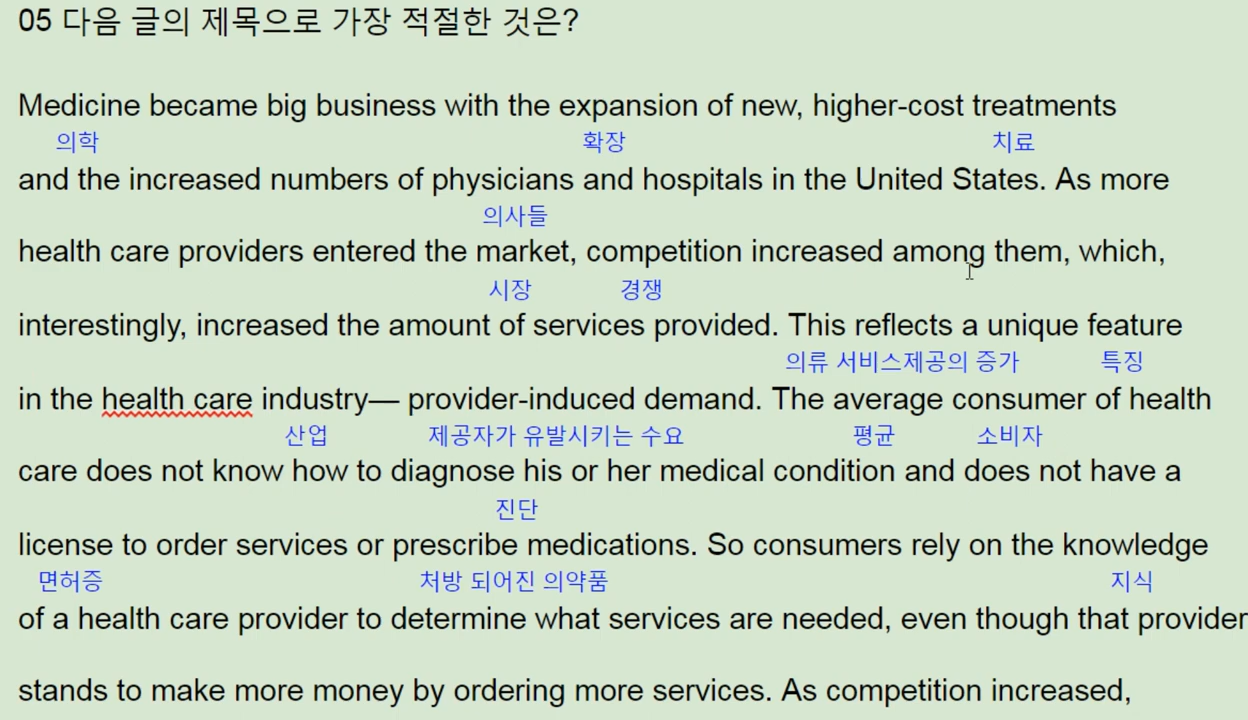 05 다음 글의 제목으로 가장 적절한 것은?
Medicine became big business with the expansion of new, higher-cost treatments
의학 확장 치료
and the increased numbers of physicians and hospitals in the United States. As more
의사들
health care providers entered the market, competition increased among them, which,
시장 경쟁
interestingly, increased the amount of services provided. This reflects a unique feature
의류 서비스제공의 증가 특징
in the health care industry— provider-induced demand. The average consumer of health
산업 제공자가 유발시키는 수요 평균 소비자
care does not know how to diagnose his or her medical condition and does not have a
진단
license to order services or prescribe medications. So consumers rely on the knowledge
면허증 처방 되어진 의약품 지식
of a health care provider to determine what services are needed, even though that provider
stands to make more money by ordering more services. As competition increased,